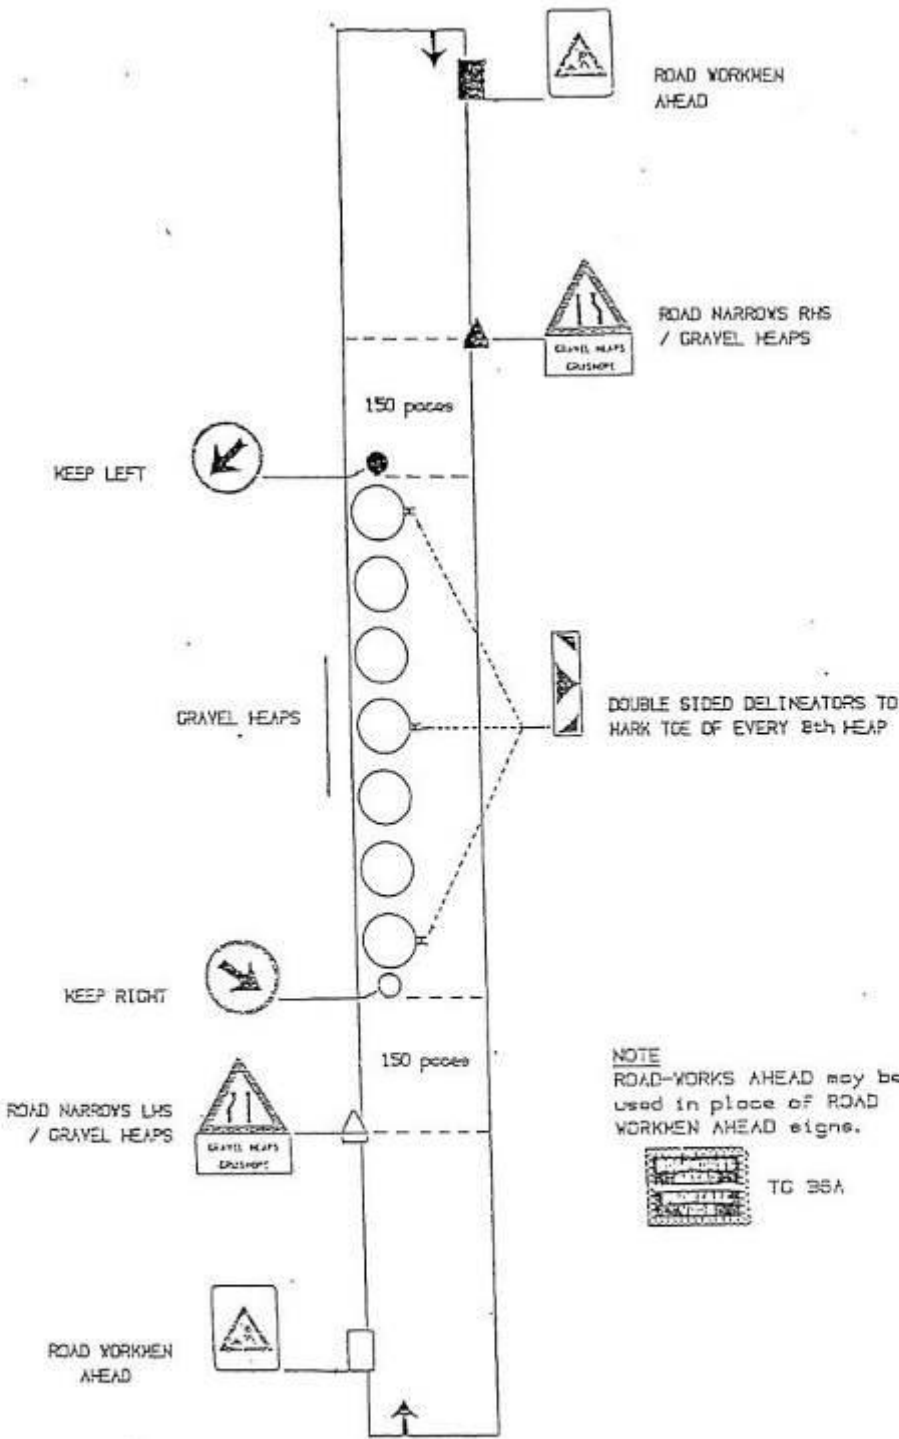 ROAD WORKMEN
AHEAD
ROAD NARROWS RHS
/ GRAVEL HEAPS
GRAVEL HEAPS
150 paces
KEEP LEFT
GRAVEL HEAPS
DOUBLE SIDED DELINEATORS TO
MARK TOE OF EVERY 8th HEAP
KEEP RIGHT
150 paces
NOTE
ROAD-WORKS AHEAD may be
used in place of ROAD
WORKMEN AHEAD signs.
TG 36A
ROAD NARROWS LHS
/ GRAVEL HEAPS
GRAVEL HEAPS
ROAD WORKMEN
AHEAD